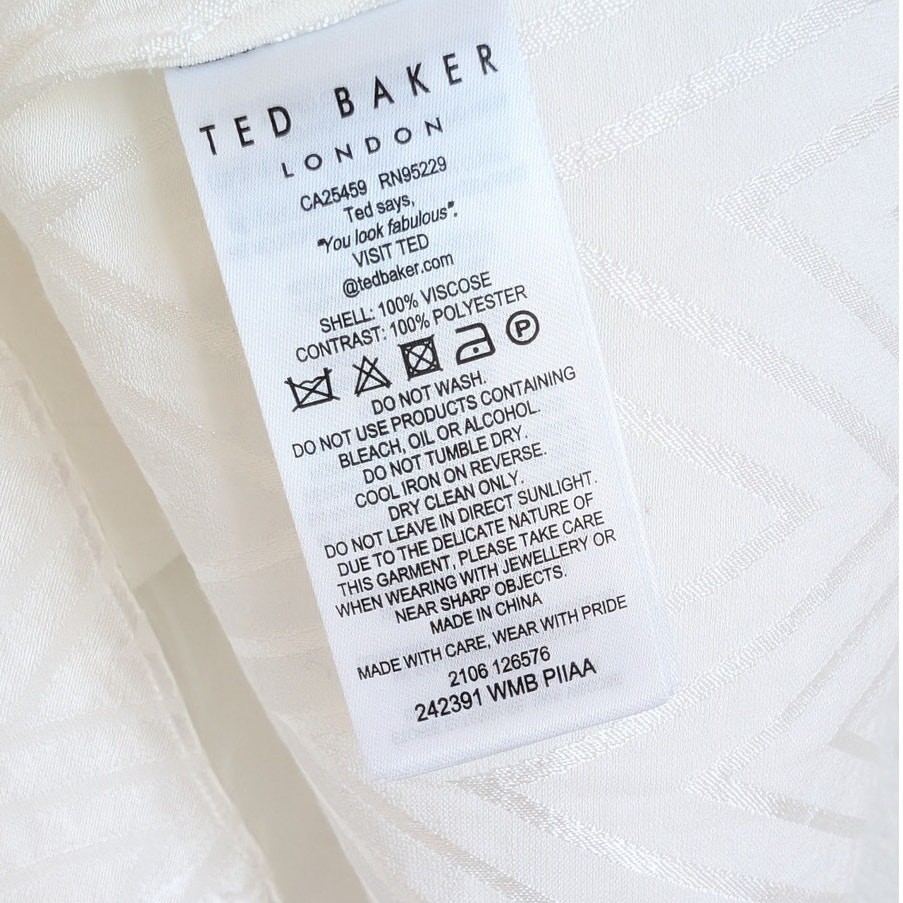 TED BAKER
LONDON
CA25459 RN95229
Ted says,
"You look fabulous".
VISIT TED
@tedbaker.com
SHELL: 100% VISCOSE
CONTRAST: 100% POLYESTER
P
DO NOT WASH.
DO NOT USE PRODUCTS CONTAINING
BLEACH, OIL OR ALCOHOL.
DO NOT TUMBLE DRY.
COOL IRON ON REVERSE.
DRY CLEAN ONLY.
DO NOT LEAVE IN DIRECT SUNLIGHT.
DUE TO THE DELICATE NATURE OF
THIS GARMENT, PLEASE TAKE CARE
WHEN WEARING WITH JEWELLERY OR
NEAR SHARP OBJECTS.
MADE IN CHINA
MADE WITH CARE, WEAR WITH PRIDE
2106 126576
242391 WMB PIIAA